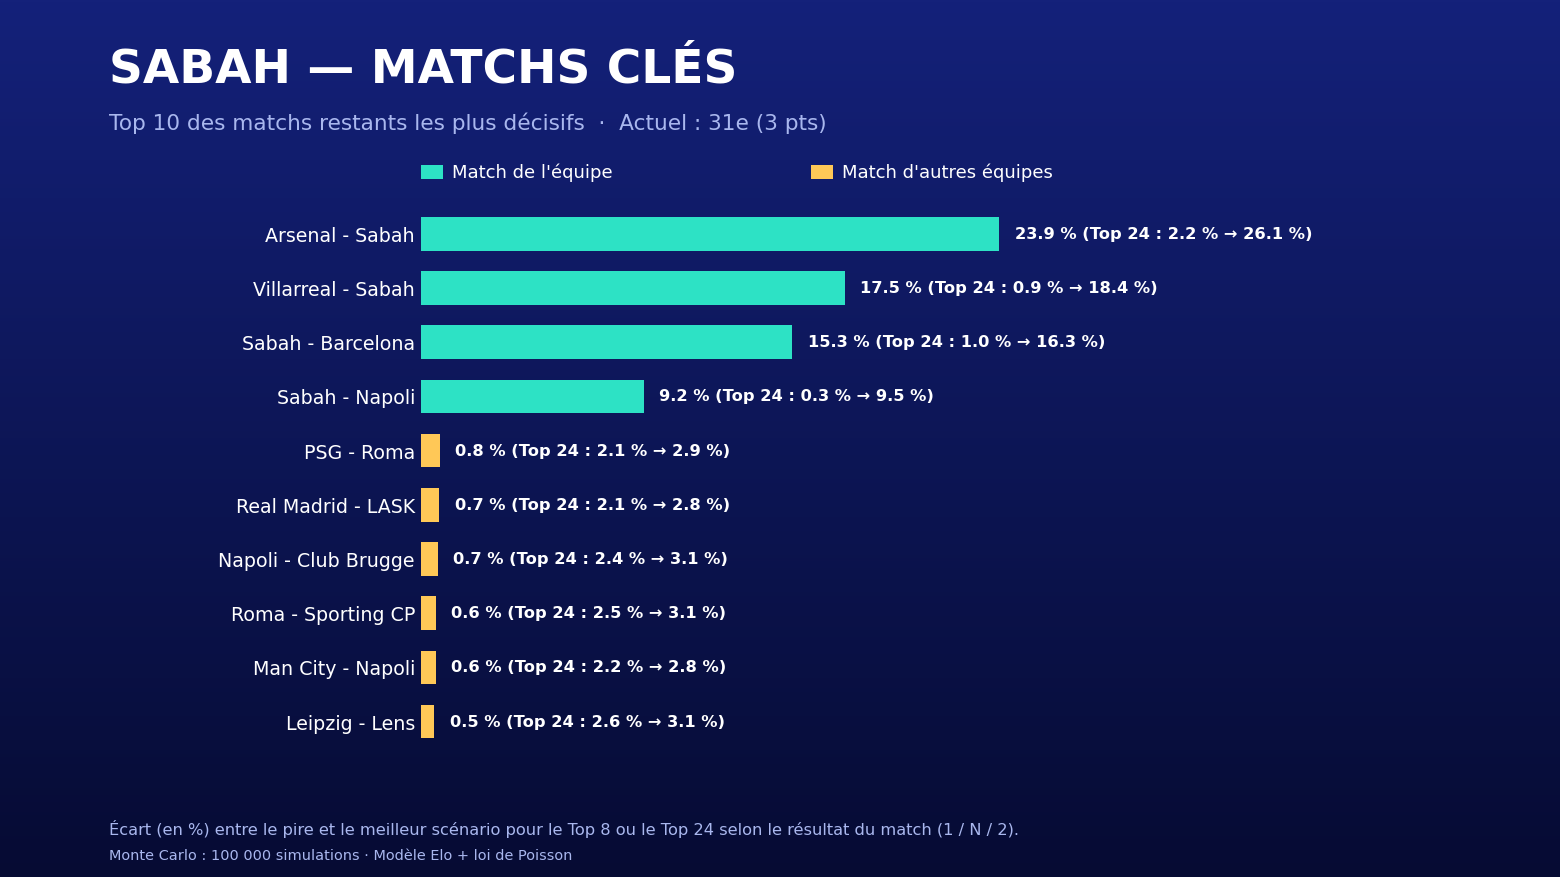 SABAH — MATCHS CLÉS
Top 10 des matchs restants les plus décisifs · Actuel : 31e (3 pts)
Match de l'équipe
Match d'autres équipes
Arsenal - Sabah 23.9 % (Top 24 : 2.2 % → 26.1 %)
Villarreal - Sabah 17.5 % (Top 24 : 0.9 % → 18.4 %)
Sabah - Barcelona 15.3 % (Top 24 : 1.0 % → 16.3 %)
Sabah - Napoli 9.2 % (Top 24 : 0.3 % → 9.5 %)
PSG - Roma 0.8 % (Top 24 : 2.1 % → 2.9 %)
Real Madrid - LASK 0.7 % (Top 24 : 2.1 % → 2.8 %)
Napoli - Club Brugge 0.7 % (Top 24 : 2.4 % → 3.1 %)
Roma - Sporting CP 0.6 % (Top 24 : 2.5 % → 3.1 %)
Man City - Napoli 0.6 % (Top 24 : 2.2 % → 2.8 %)
Leipzig - Lens 0.5 % (Top 24 : 2.6 % → 3.1 %)
Écart (en %) entre le pire et le meilleur scénario pour le Top 8 ou le Top 24 selon le résultat du match (1 / N / 2).
Monte Carlo : 100 000 simulations · Modèle Elo + loi de Poisson